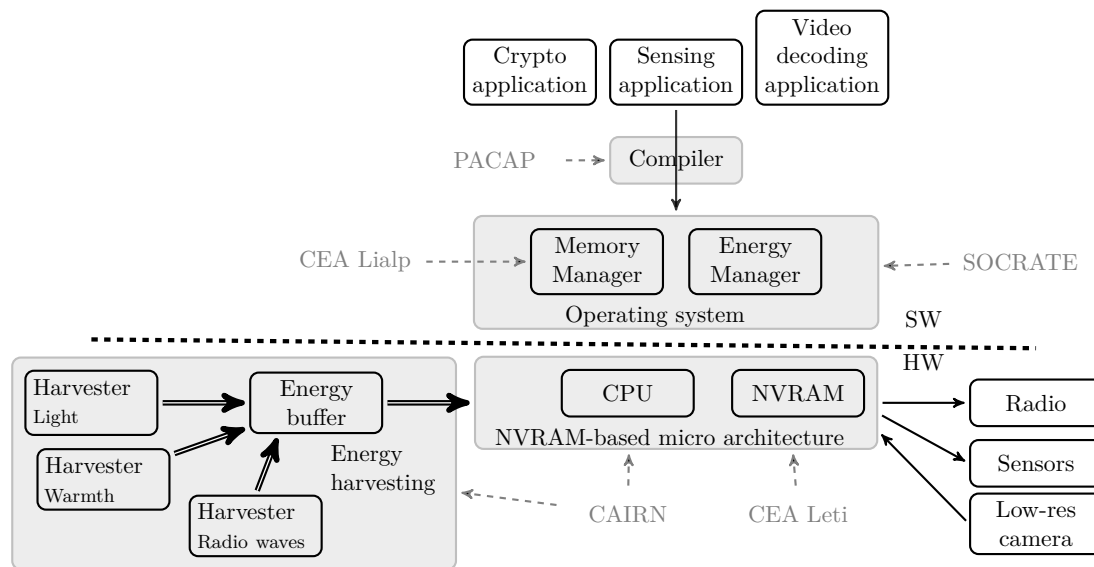 Crypto
application
Sensing
application
Video
decoding
application
PACAP
Compiler
CEA Lialp
Memory
Manager
Energy
Manager
SOCRATE
Operating system
SW
HW
Harvester
Light
Energy
buffer
CPU
NVRAM
Radio
NVRAM-based micro architecture
Harvester
Warmth
Energy
harvesting
Sensors
Harvester
Radio waves
CAIRN
CEA Leti
Low-res
camera